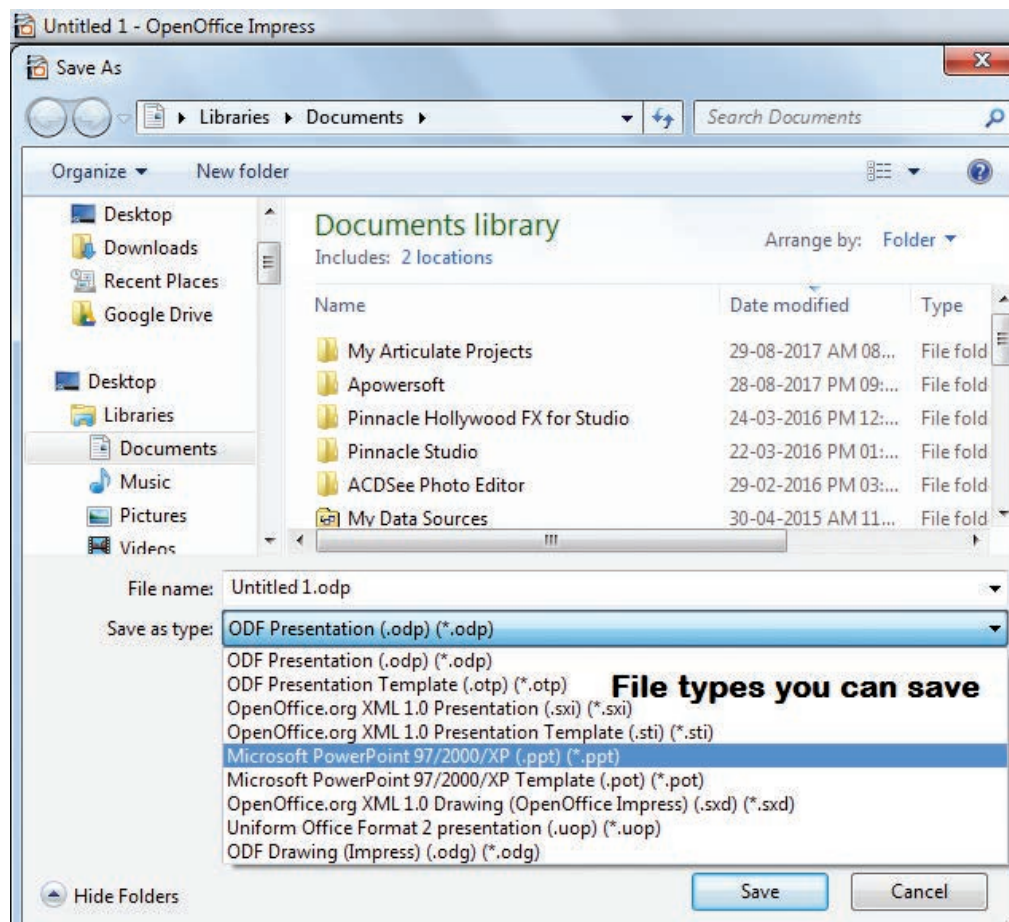 Untitled 1 - OpenOffice Impress
Save As
Libraries Documents
Search Documents
Organize New folder
Desktop
Downloads
Recent Places
Google Drive
Desktop
Libraries
Documents
Music
Pictures
Videos
Documents library
Includes: 2 locations
Arrange by: Folder
Name Date modified Type
My Articulate Projects 29-08-2017 AM 08... File fold
Apowersoft 28-08-2017 PM 09:... File fold
Pinnacle Hollywood FX for Studio 24-03-2016 PM 12:... File fold
Pinnacle Studio 22-03-2016 PM 01:... File fold
ACDSee Photo Editor 29-02-2016 PM 03:... File fold
My Data Sources 30-04-2015 AM 11... File fold
File name: Untitled 1.odp
Save as type: ODF Presentation (.odp) (*.odp)
ODF Presentation (.odp) (*.odp)
ODF Presentation Template (.otp) (*.otp)
File types you can save
OpenOffice.org XML 1.0 Presentation (.sxi) (*.sxi)
OpenOffice.org XML 1.0 Presentation Template (.sti) (*.sti)
Microsoft PowerPoint 97/2000/XP (.ppt) (*.ppt)
Microsoft PowerPoint 97/2000/XP Template (.pot) (*.pot)
OpenOffice.org XML 1.0 Drawing (OpenOffice Impress) (.sxd) (*.sxd)
Uniform Office Format 2 presentation (.uop) (*.uop)
ODF Drawing (Impress) (.odg) (*.odg)
Hide Folders
Save
Cancel